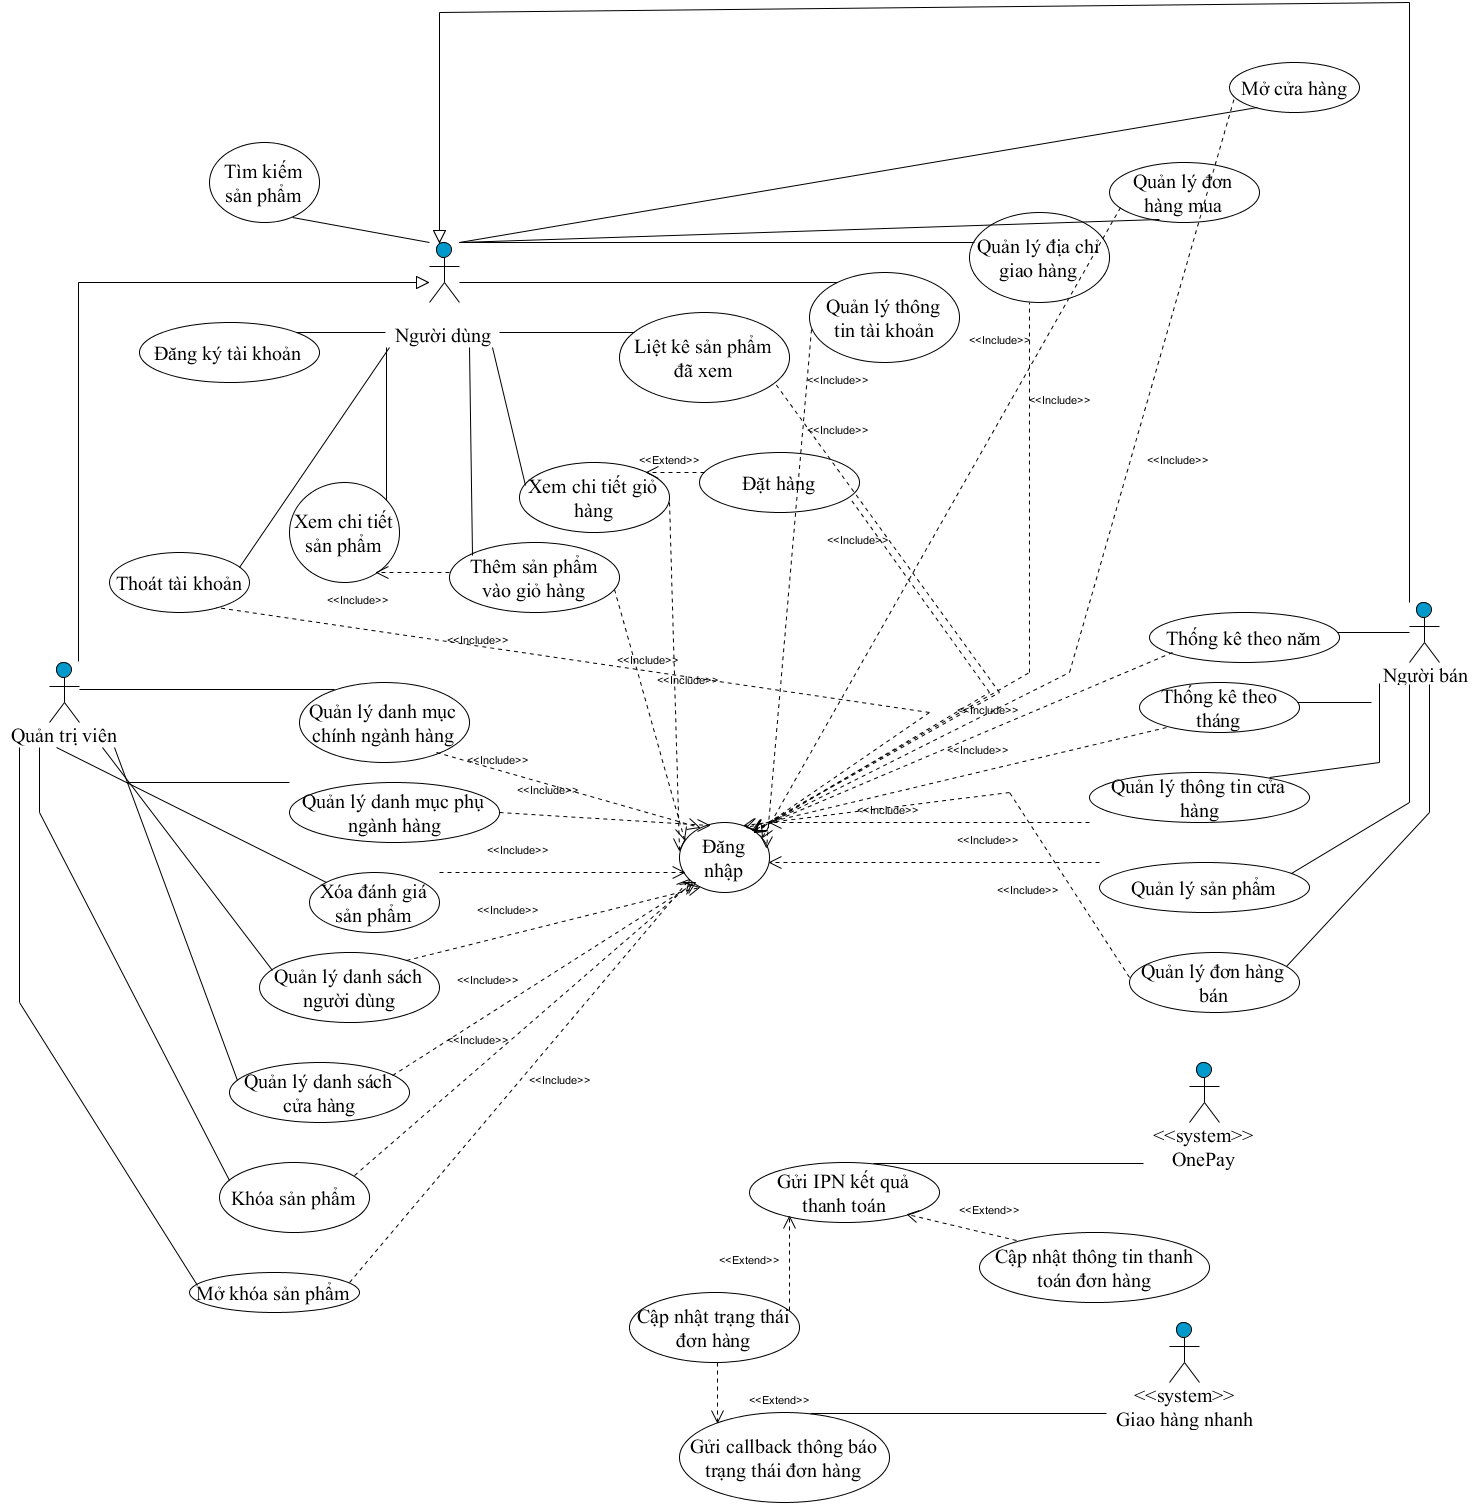 Mở cửa hàng
Tìm kiếm
sản phẩm
Quản lý đơn
hàng mua
Quản lý địa chỉ
giao hàng
Quản lý thông
tin tài khoản
Người dùng
Đăng ký tài khoản
Liệt kê sản phẩm
đã xem
<<Include>>
<<Include>>
<<Include>>
<<Include>>
<<Include>>
<<Extend>>
Xem chi tiết giỏ
hàng
Đặt hàng
Xem chi tiết
sản phẩm
<<Include>>
Thêm sản phẩm
vào giỏ hàng
Thoát tài khoản
<<Include>>
<<Include>>
<<Include>>
<<Include>>
Thống kê theo năm
Người bán
Thống kê theo
tháng
<<Include>>
<<Include>>
Quản trị viên
Quản lý danh mục
chính ngành hàng
<<Include>>
<<Include>>
Quản lý danh mục phụ
ngành hàng
Quản lý thông tin cửa
hàng
<<Include>>
Đăng
nhập
<<Include>>
<<Include>>
Xóa đánh giá
sản phẩm
Quản lý sản phẩm
<<Include>>
<<Include>>
Quản lý danh sách
người dùng
Quản lý đơn hàng
bán
<<Include>>
<<Include>>
<<Include>>
Quản lý danh sách
cửa hàng
Khóa sản phẩm
Mở khóa sản phẩm
<<system>>
OnePay
Gửi IPN kết quả
thanh toán
<<Extend>>
<<Extend>>
Cập nhật thông tin thanh
toán đơn hàng
Cập nhật trạng thái
đơn hàng
<<system>>
Giao hàng nhanh
<<Extend>>
Gửi callback thông báo
trạng thái đơn hàng